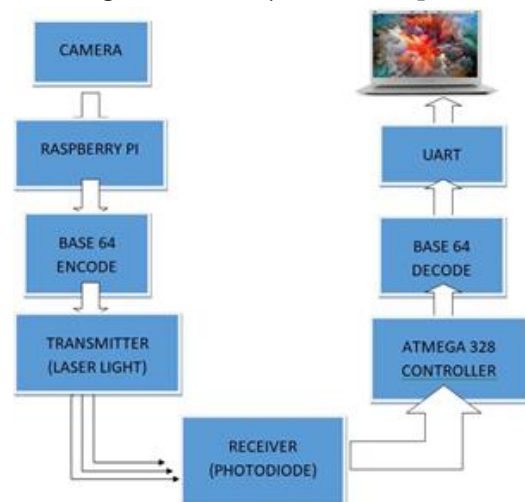 CAMERA
RASPBERRY PI
BASE 64
ENCODE
TRANSMITTER
(LASER LIGHT)
RECEIVER
(PHOTODIODE)
ATMEGA 328
CONTROLLER
BASE 64
DECODE
UART